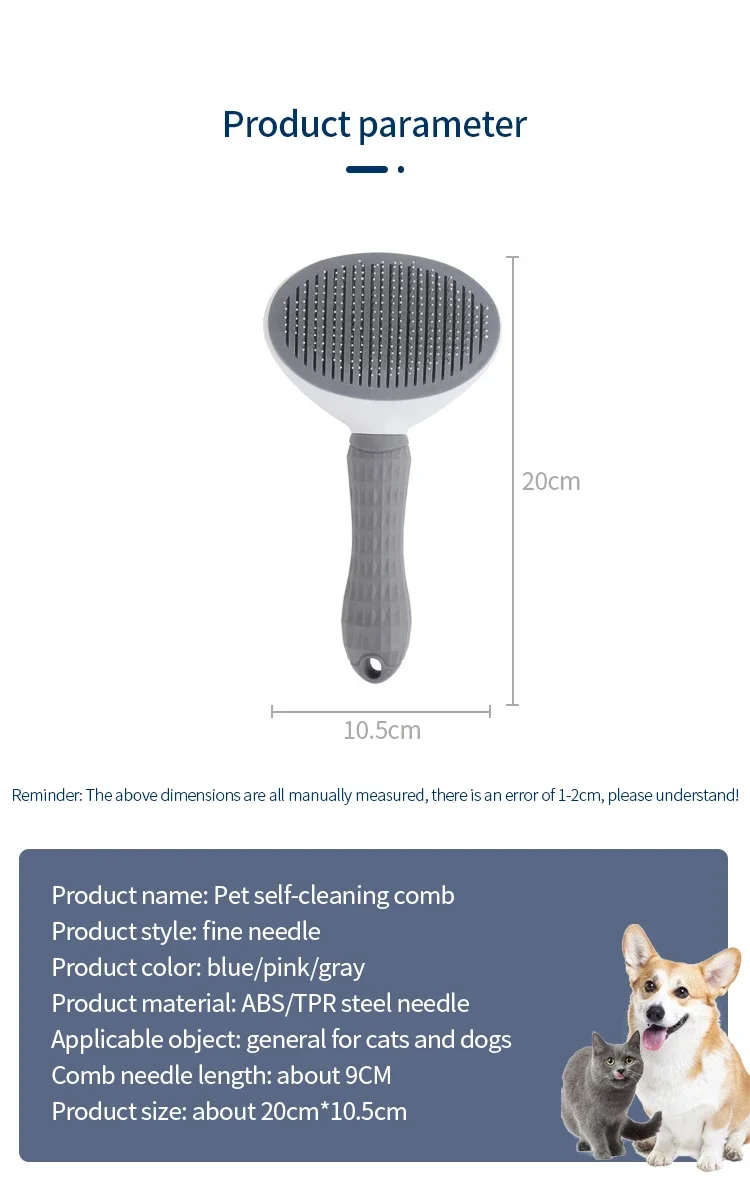 Product parameter
20cm
10.5cm
Reminder: The above dimensions are all manually measured, there is an error of 1-2cm, please understand!
Product name: Pet self-cleaning comb
Product style: fine needle
Product color: blue/pink/gray
Product material: ABS/TPR steel needle
Applicable object: general for cats and dogs
Comb needle length: about 9CM
Product size: about 20cm*10.5cm